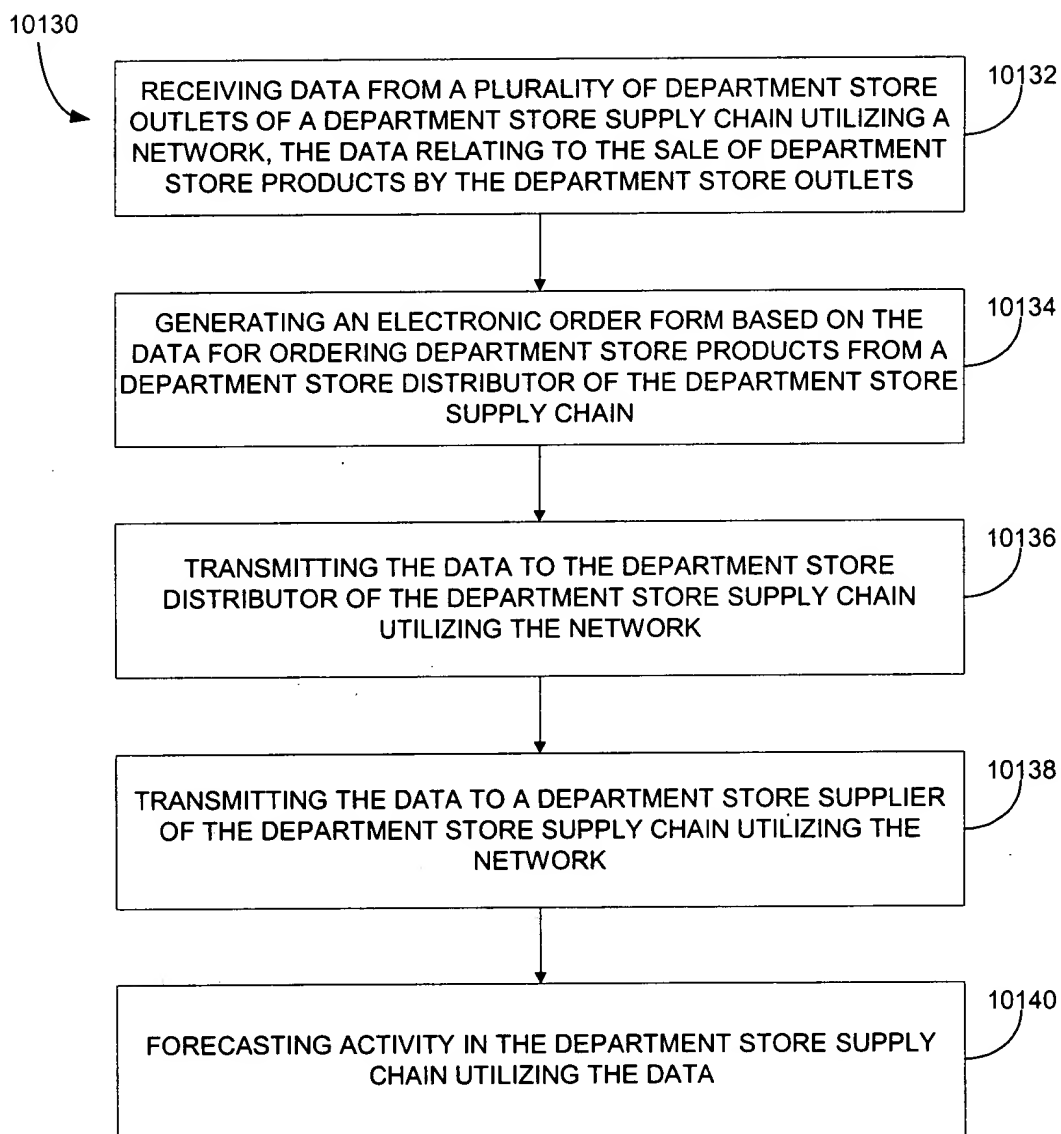 10130
RECEIVING DATA FROM A PLURALITY OF DEPARTMENT STORE
OUTLETS OF A DEPARTMENT STORE SUPPLY CHAIN UTILIZING A
NETWORK, THE DATA RELATING TO THE SALE OF DEPARTMENT
STORE PRODUCTS BY THE DEPARTMENT STORE OUTLETS
10132
GENERATING AN ELECTRONIC ORDER FORM BASED ON THE
DATA FOR ORDERING DEPARTMENT STORE PRODUCTS FROM A
DEPARTMENT STORE DISTRIBUTOR OF THE DEPARTMENT STORE
SUPPLY CHAIN
10134
TRANSMITTING THE DATA TO THE DEPARTMENT STORE
DISTRIBUTOR OF THE DEPARTMENT STORE SUPPLY CHAIN
UTILIZING THE NETWORK
10136
TRANSMITTING THE DATA TO A DEPARTMENT STORE SUPPLIER
OF THE DEPARTMENT STORE SUPPLY CHAIN UTILIZING THE
NETWORK
10138
FORECASTING ACTIVITY IN THE DEPARTMENT STORE SUPPLY
CHAIN UTILIZING THE DATA
10140